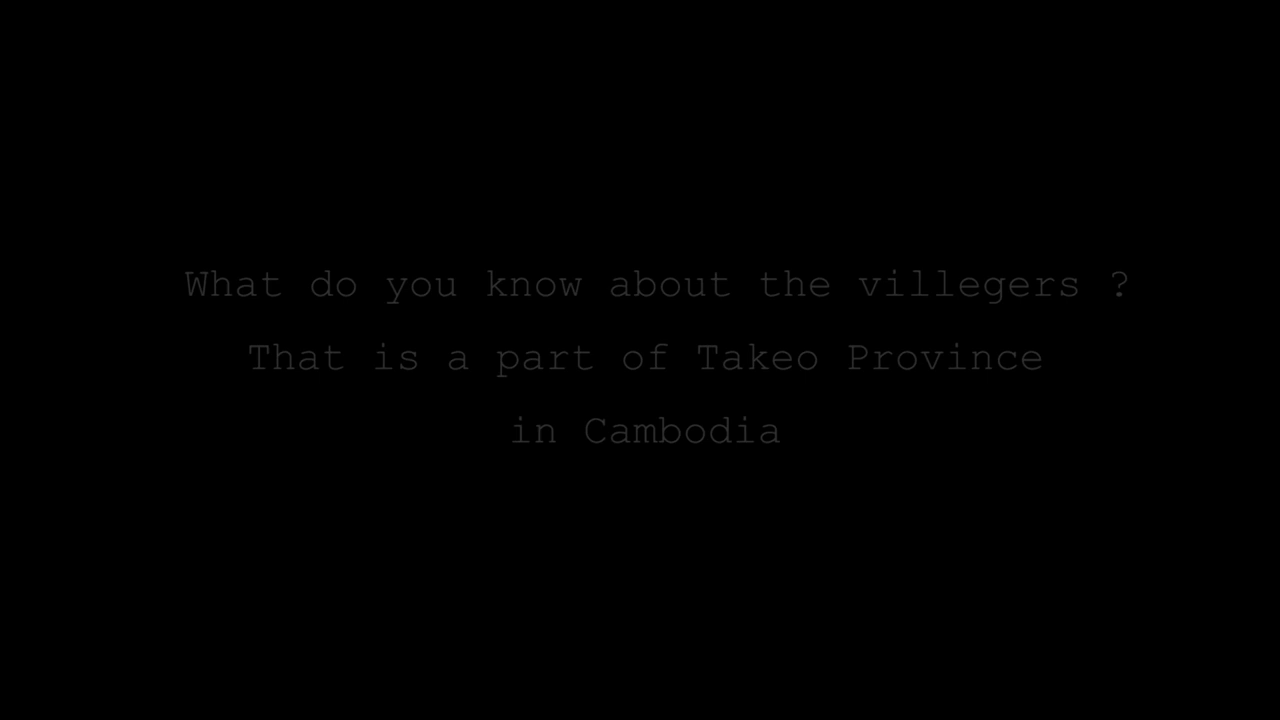 What do you know about the villegers ?
That is a part of Takeo Province
in Cambodia